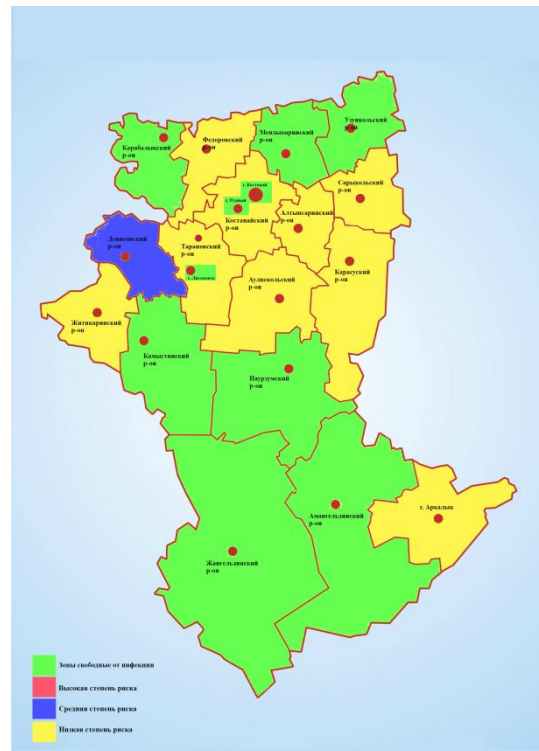 Узункольский
р-он
Мендыкаринский
р-он
Федоровский
р-он
Карабалыкский
р-он
Сарыкольский
р-он
г. Костанай
г. Рудный
Алтынсаринский
р-он
Костанайский
р-он
Денисовский
р-он
Тарановский
р-он
Карасуский
р-он
г. Лисаковск
Аулиекольский
р-он
Житикаринский
р-он
Камыстинский
р-он
Наурзумский
р-он
г. Аркалык
Амангельдинский
р-он
Жангельдинский
р-он
Зоны свободные от инфекции
Высокая степень риска
Средняя степень риска
Низкая степень риска